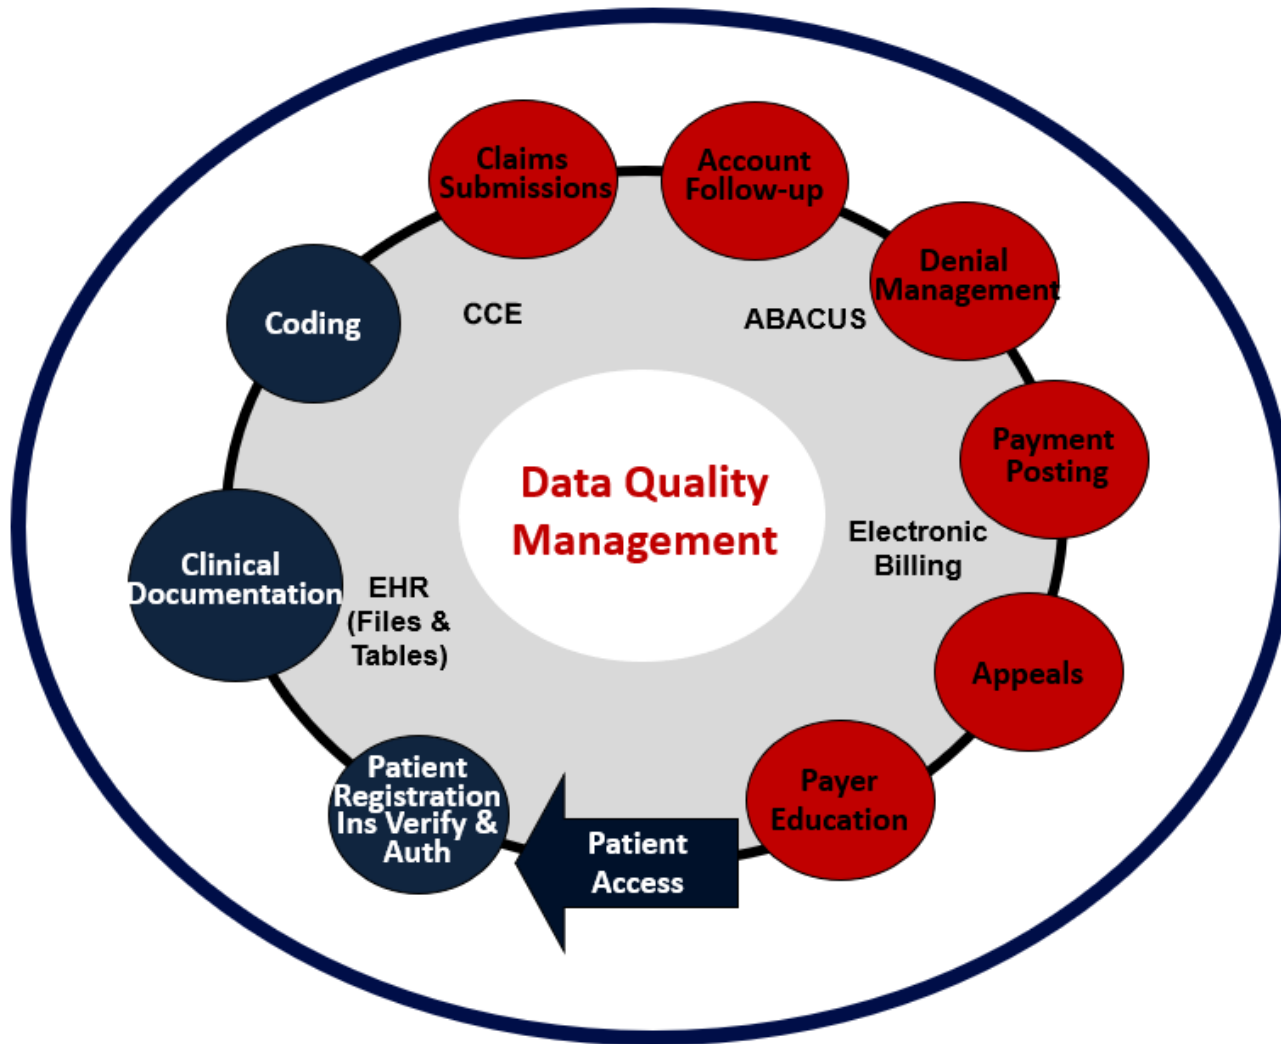 Claims
Submissions
Account
Follow-up
Denial
Management
Coding
CCE
ABACUS
Payment
Posting
Data Quality
Management
Electronic
Billing
Clinical
Documentation
EHR
(Files &
Tables)
Appeals
Patient
Registration
Ins Verify &
Auth
Patient
Access
Payer
Education